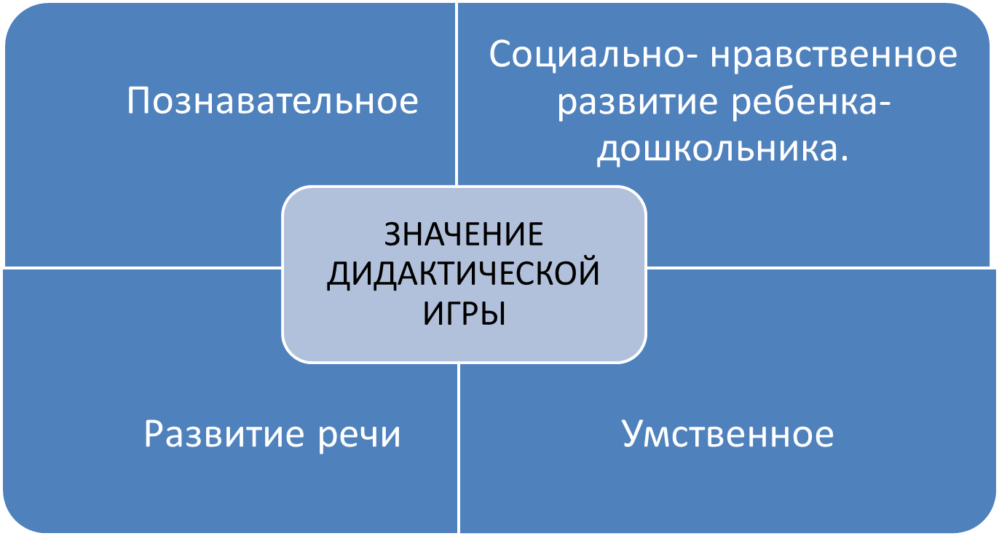 Познавательное
Социально- нравственное
развитие ребенка-
дошкольника.
ЗНАЧЕНИЕ
ДИДАКТИЧЕСКОЙ
ИГРЫ
Развитие речи
Умственное